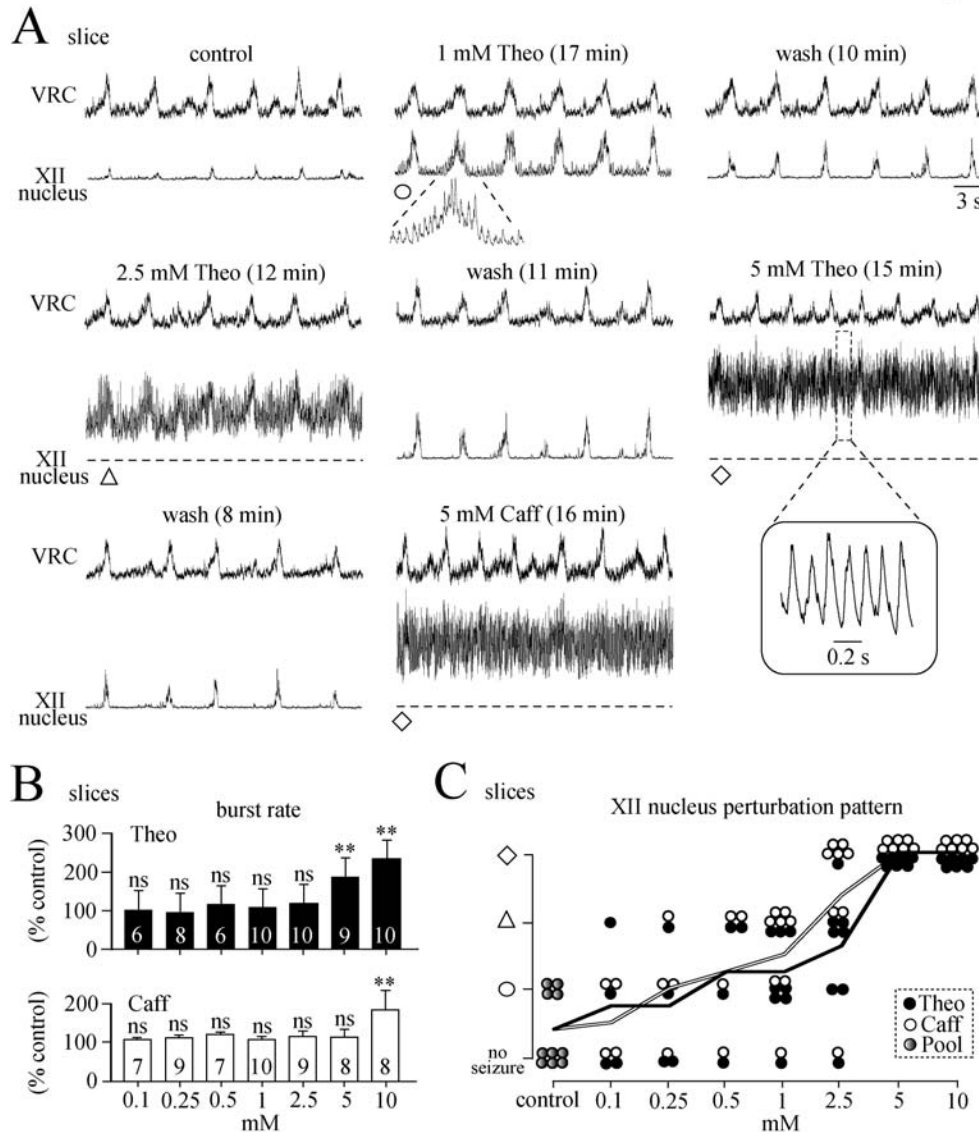 A slice
control
1 mM Theo (17 min)
wash (10 min)
VRC
XII
nucleus
3 s
2.5 mM Theo (12 min)
wash (11 min)
5 mM Theo (15 min)
VRC
XII
nucleus
wash (8 min)
5 mM Caff (16 min)
VRC
XII
nucleus
0.2 s
B slices
burst rate
Theo
300
200
100
0
(% control)
ns ns ns ns ns ** **
6 8 6 10 10 9 10
Caff
200
100
0
(% control)
ns ns ns ns ns ns **
7 9 7 10 9 8 8
0.1 0.25 0.5 1 2.5 5 10
mM
C slices
XII nucleus perturbation pattern
no
seizure
Theo
Caff
Pool
control 0.1 0.25 0.5 1 2.5 5 10
mM